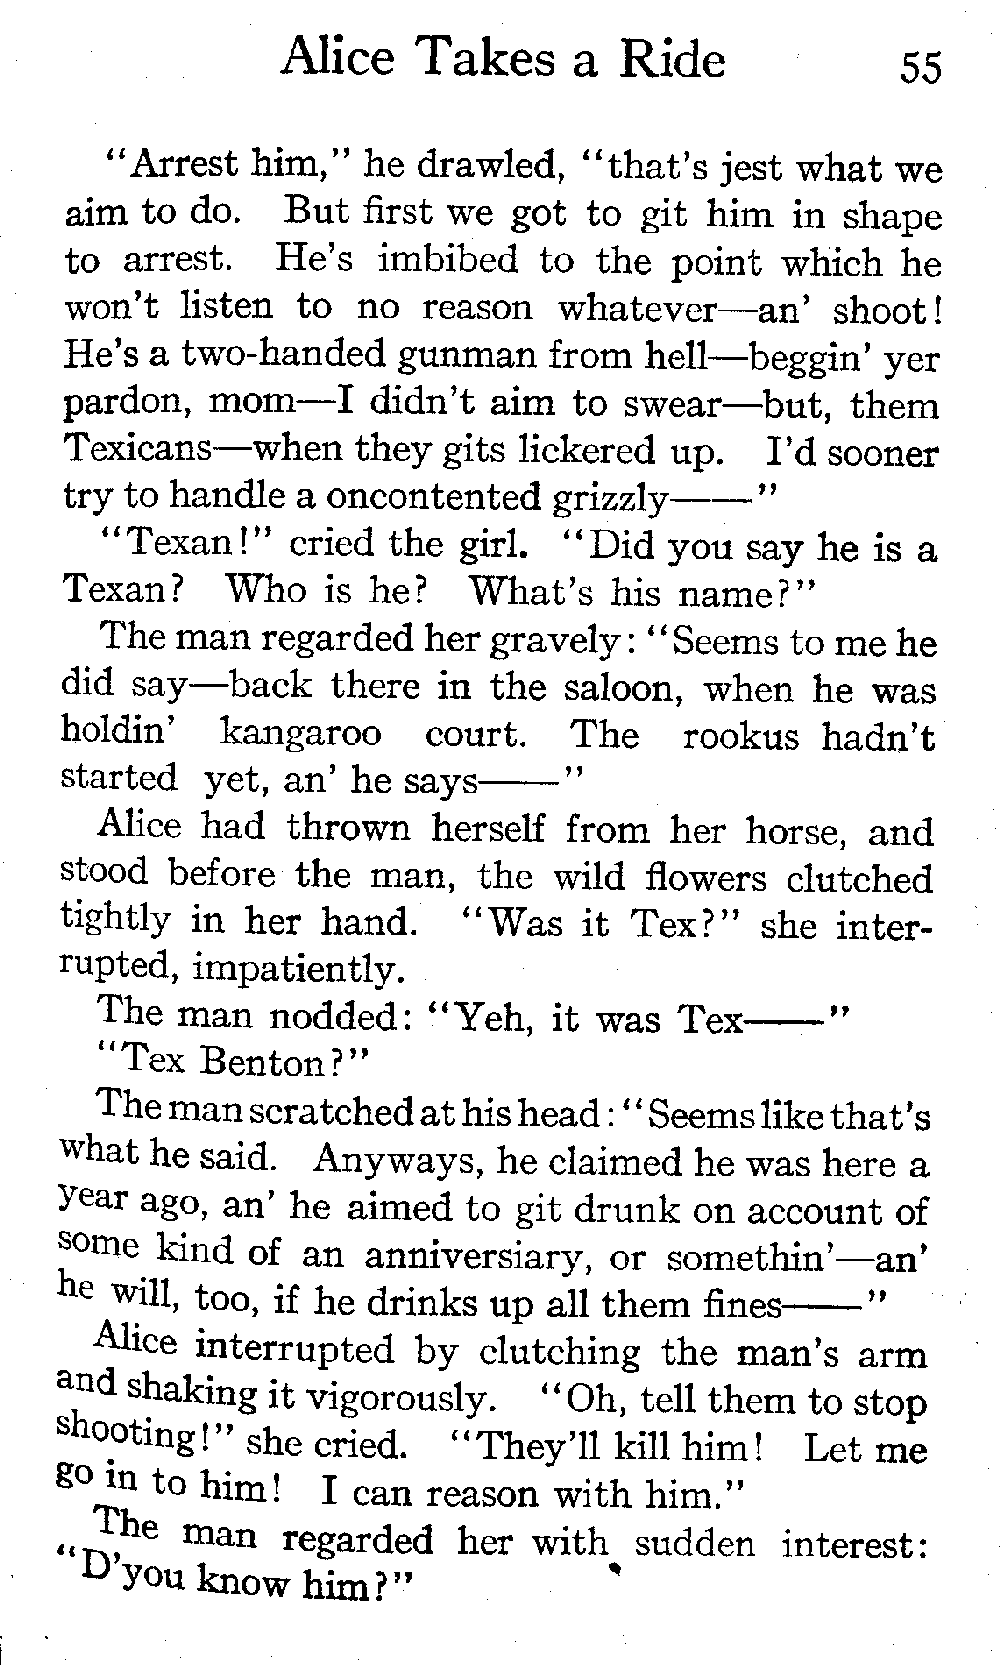 Alice Takes a Ride 55
"Arrest him," he drawled, "that's jest what we
aim to do. But first we got to git him in shape
to arrest. He's imbibed to the point which he
won't listen to no reason whatever—an' shoot!
He's a two-handed gunman from hell—beggin' yer
pardon, mom—I didn't aim to swear—but, them
Texicans—when they gits lickered up. I'd sooner
try to handle a oncontented grizzly——"
"Texan!" cried the girl. "Did you say he is a
Texan? Who is he? What's his name?"
The man regarded her gravely: "Seems to me he
did say—back there in the saloon, when he was
holdin' kangaroo court. The rookus hadn't
started yet, an' he says——"
Alice had thrown herself from her horse, and
stood before the man, the wild flowers clutched
tightly in her hand. "Was it Tex?" she inter-
rupted, impatiently.
The man nodded: "Yeh, it was Tex——"
"Tex Benton?"
The man scratched at his head: "Seems like that's
what he said. Anyways, he claimed he was here a
year ago, an' he aimed to git drunk on account of
some kind of an anniversiary, or somethin'—an'
he will, too, if he drinks up all them fines——"
Alice interrupted by clutching the man's arm
and shaking it vigorously. "Oh, tell them to stop
shooting!" she cried. "They'll kill him! Let me
go in to him! I can reason with him."
The man regarded her with sudden interest:
"D'you know him?"